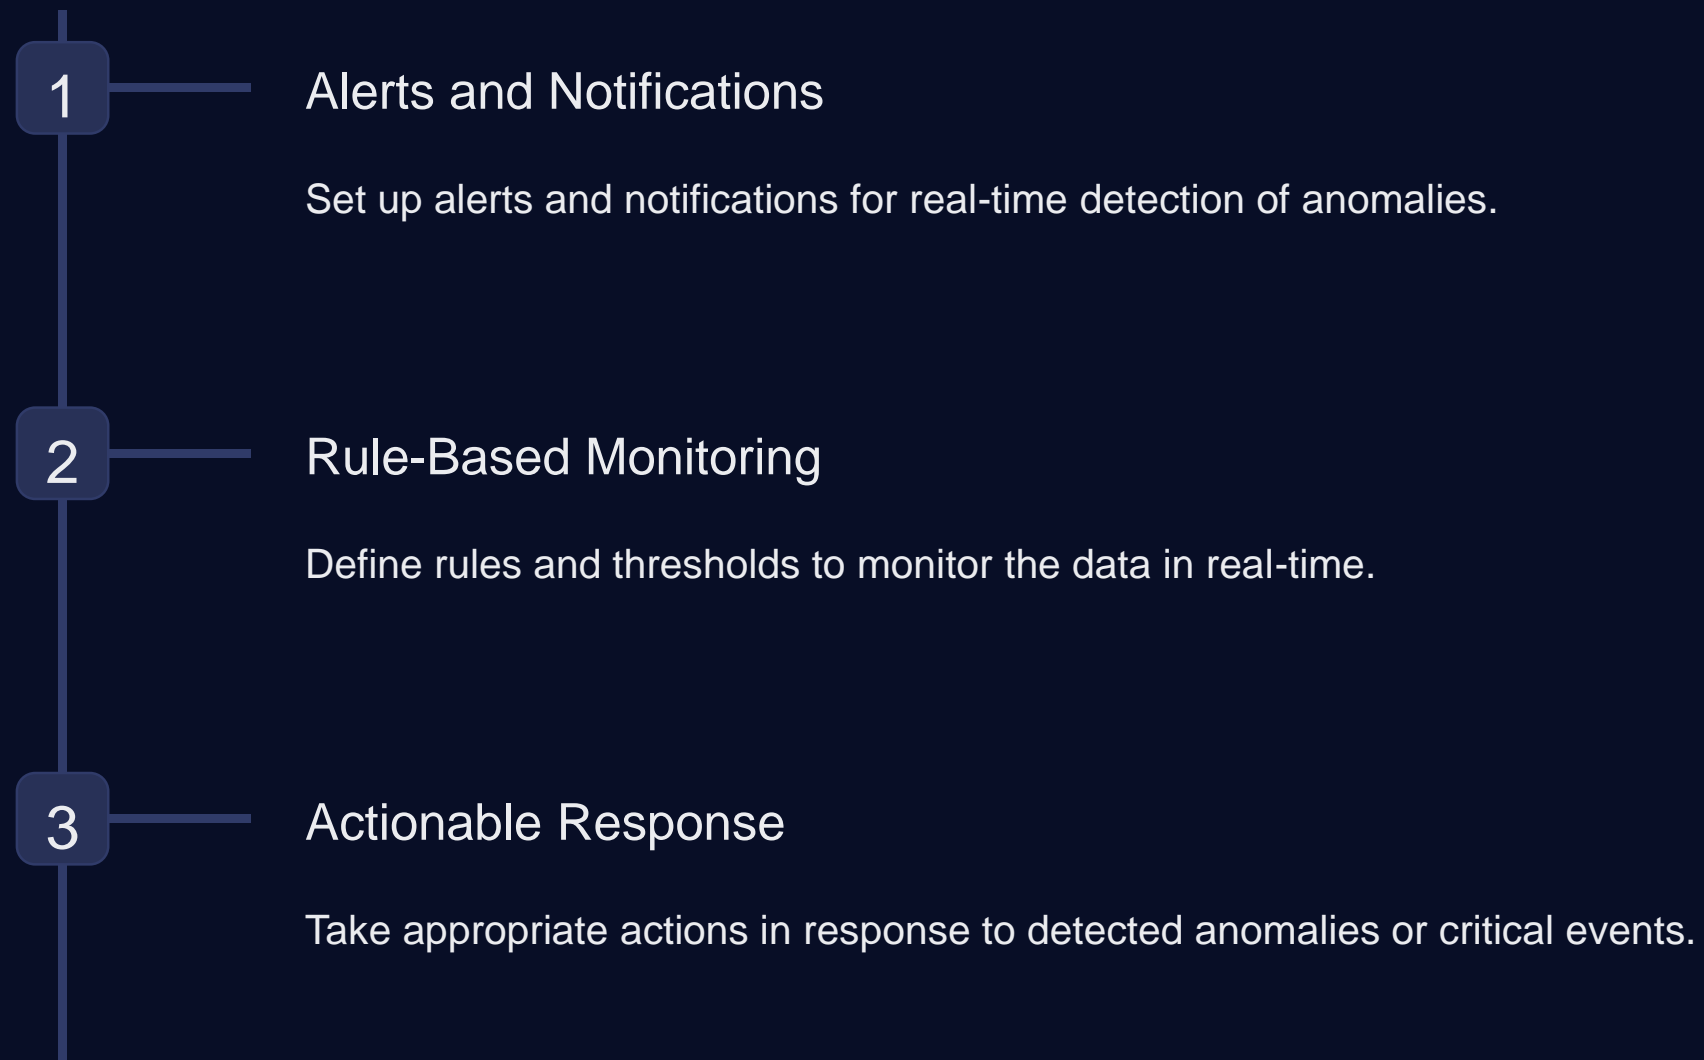 1
Alerts and Notifications
Set up alerts and notifications for real-time detection of anomalies.
2
Rule-Based Monitoring
Define rules and thresholds to monitor the data in real-time.
3
Actionable Response
Take appropriate actions in response to detected anomalies or critical events.